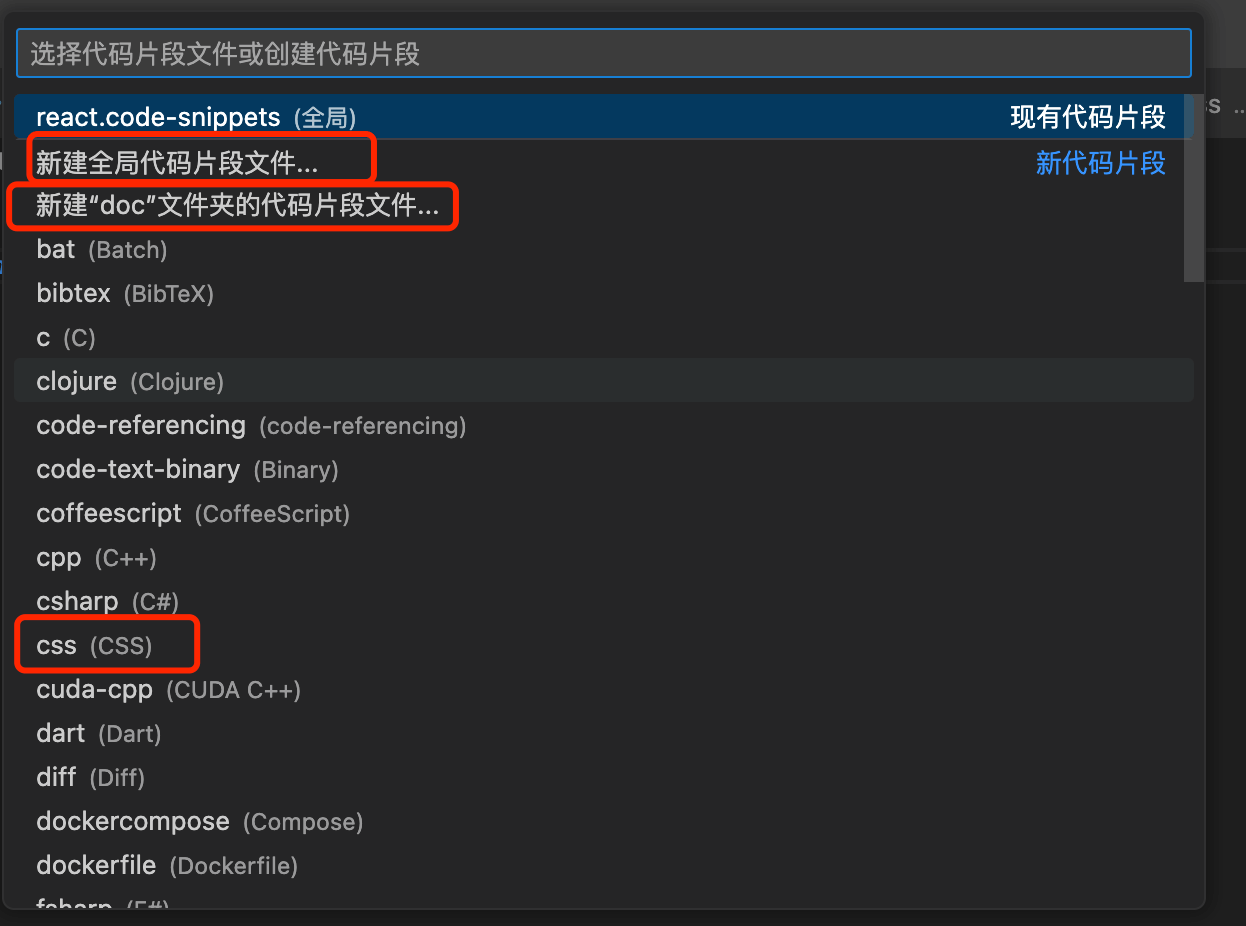 选择代码片段文件或创建代码片段
react.code-snippets (全局) 现有代码片段
新建全局代码片段文件... 新代码片段
新建“doc”文件夹的代码片段文件...
bat (Batch)
bibtex (BibTeX)
c (C)
clojure (Clojure)
code-referencing (code-referencing)
code-text-binary (Binary)
coffeescript (CoffeeScript)
cpp (C++)
csharp (C#)
css (CSS)
cuda-cpp (CUDA C++)
dart (Dart)
diff (Diff)
dockercompose (Compose)
dockerfile (Dockerfile)
fsharp (F#)